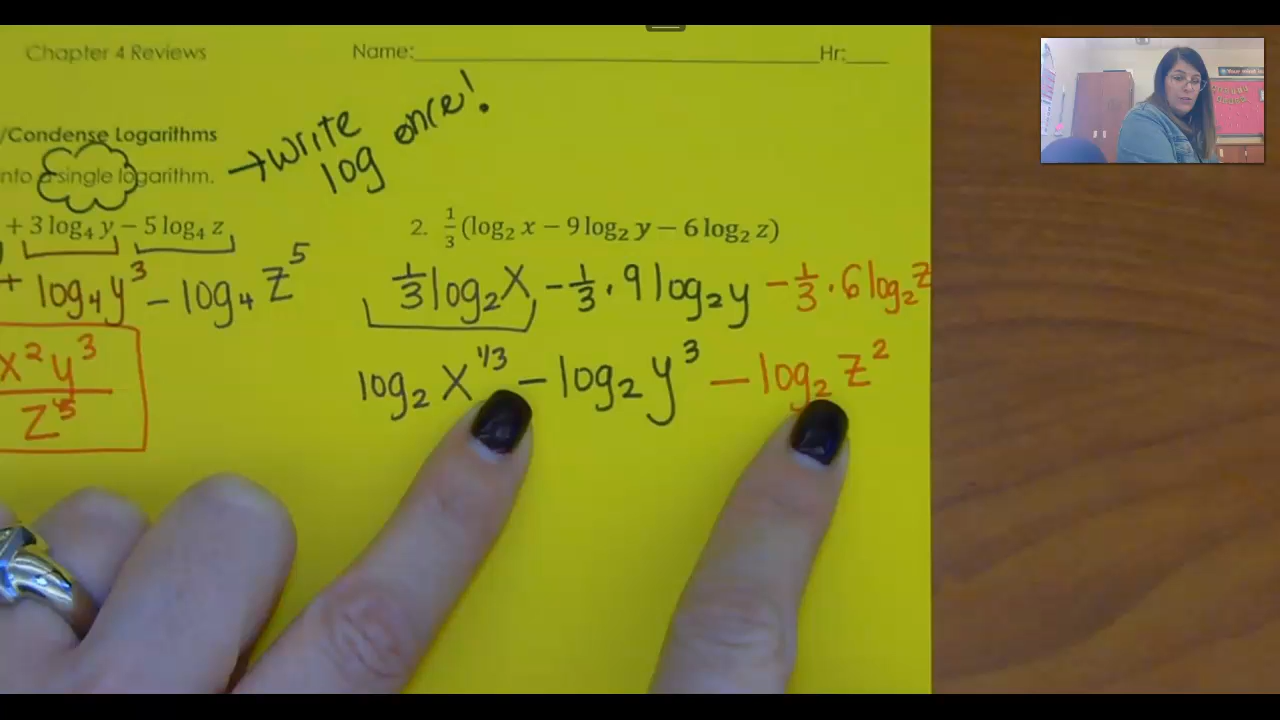 Chapter 4 Reviews Name: Hr:
/Condense Logarithms
→ write log once!
into a single logarithm.
+ 3 log₄ y − 5 log₄ z
+ log₄ y³ − log₄ z⁵
x² y³
z⁵
2. 1/3 (log₂ x − 9 log₂ y − 6 log₂ z)
1/3 log₂ x − 1/3 · 9 log₂ y − 1/3 · 6 log₂ z
log₂ x^1/3 − log₂ y³ − log₂ z²